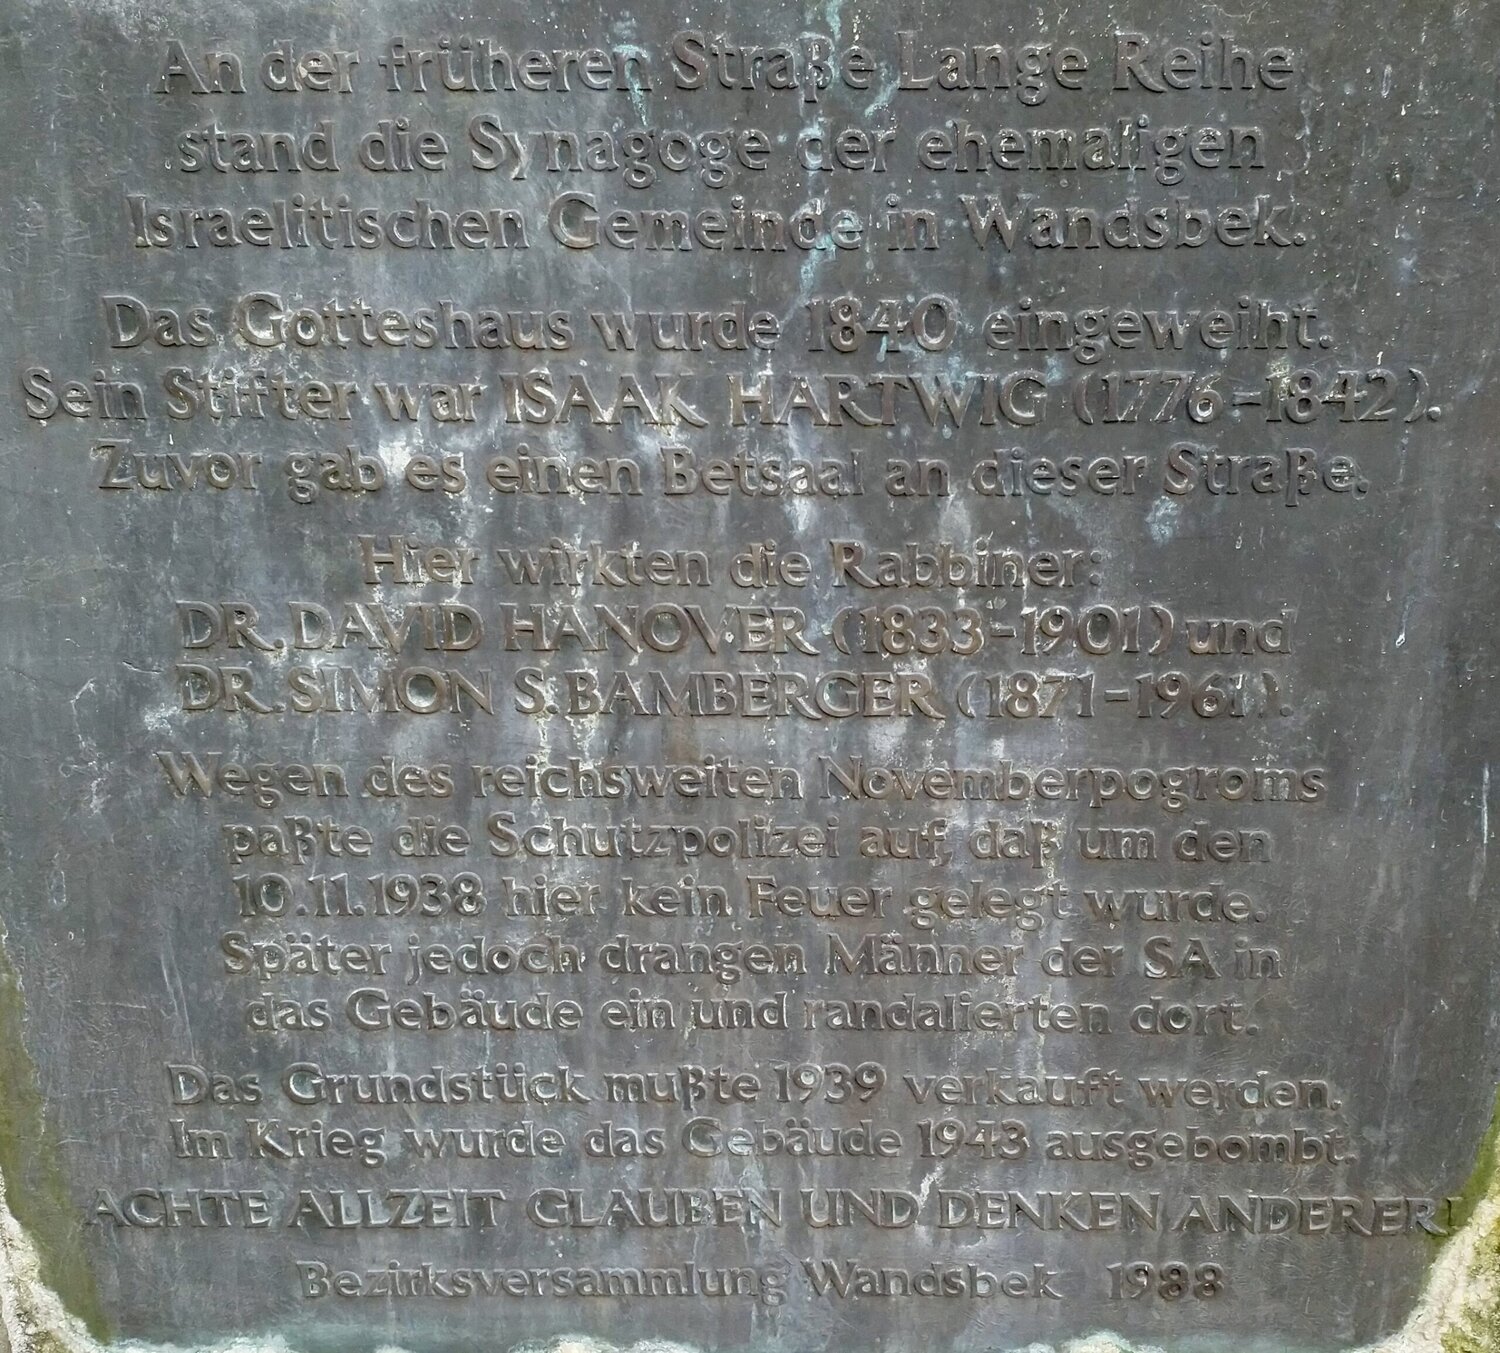 An der früheren Straße Lange Reihe
stand die Synagoge der ehemaligen
Israelitischen Gemeinde in Wandsbek.
Das Gotteshaus wurde 1840 eingeweiht.
Sein Stifter war ISAAK HARTWIG (1776-1842).
Zuvor gab es einen Betsaal an dieser Straße.
Hier wirkten die Rabbiner:
DR. DAVID HANOVER (1833-1901) und
DR. SIMON S. BAMBERGER (1871-1961).
Wegen des reichsweiten Novemberpogroms
paßte die Schutzpolizei auf, daß um den
10.11.1938 hier kein Feuer gelegt wurde.
Später jedoch drangen Männer der SA in
das Gebäude ein und randalierten dort.
Das Grundstück mußte 1939 verkauft werden.
Im Krieg wurde das Gebäude 1943 ausgebombt.
ACHTE ALLZEIT GLAUBEN UND DENKEN ANDERER!
Bezirksversammlung Wandsbek 1988